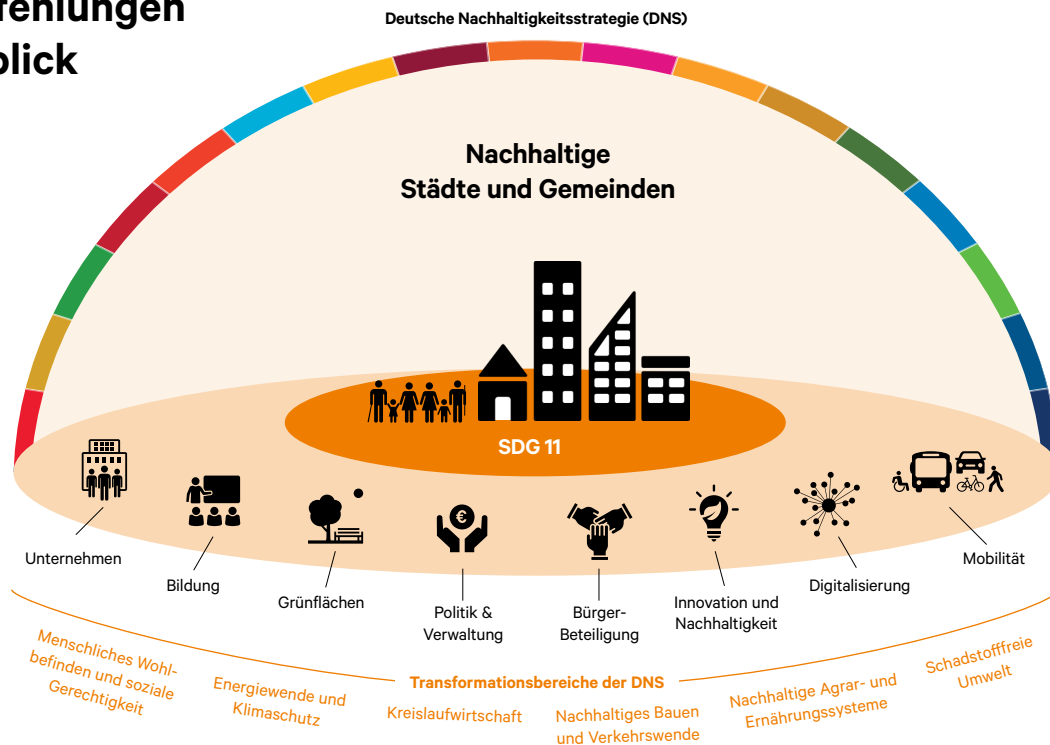 fehlungen
blick
Deutsche Nachhaltigkeitsstrategie (DNS)
Nachhaltige
Städte und Gemeinden
SDG 11
€
Unternehmen
Bildung
Grünflächen
Politik &
Verwaltung
Bürger-
Beteiligung
Innovation und
Nachhaltigkeit
Digitalisierung
Mobilität
Transformationsbereiche der DNS
Menschliches Wohl-
befinden und soziale
Gerechtigkeit
Energiewende und
Klimaschutz
Kreislaufwirtschaft
Nachhaltiges Bauen
und Verkehrswende
Nachhaltige Agrar- und
Ernährungssysteme
Schadstofffreie
Umwelt